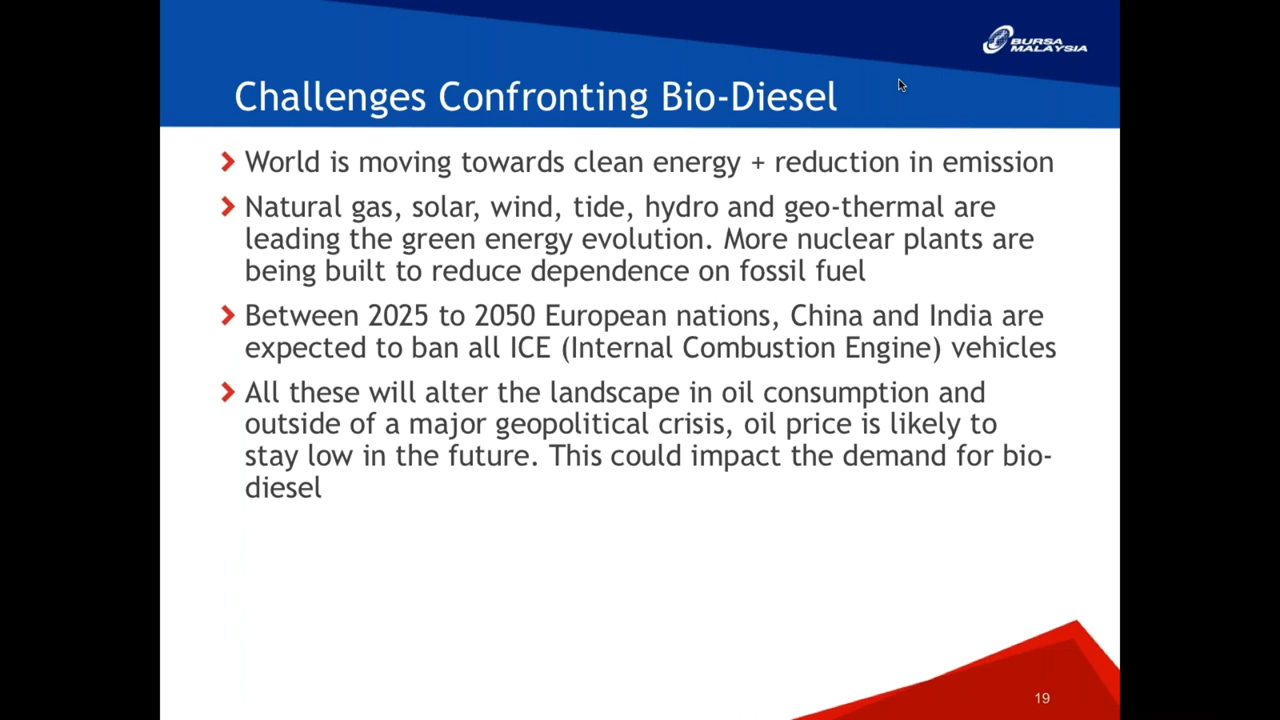 BURSA
MALAYSIA
Challenges Confronting Bio-Diesel
World is moving towards clean energy + reduction in emission
Natural gas, solar, wind, tide, hydro and geo-thermal are
leading the green energy evolution. More nuclear plants are
being built to reduce dependence on fossil fuel
Between 2025 to 2050 European nations, China and India are
expected to ban all ICE (Internal Combustion Engine) vehicles
All these will alter the landscape in oil consumption and
outside of a major geopolitical crisis, oil price is likely to
stay low in the future. This could impact the demand for bio-
diesel
19